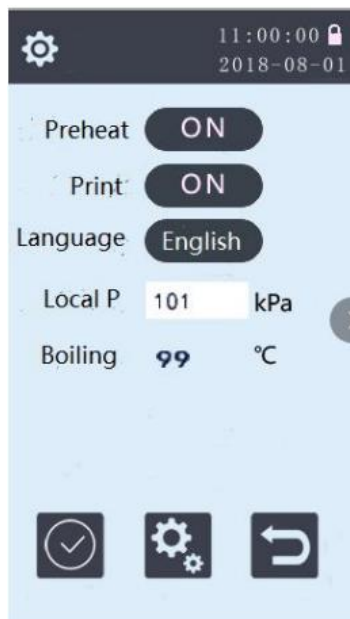 11:00:00
2018-08-01
Preheat ON
Print ON
Language English
Local P 101 kPa
Boiling 99 °C